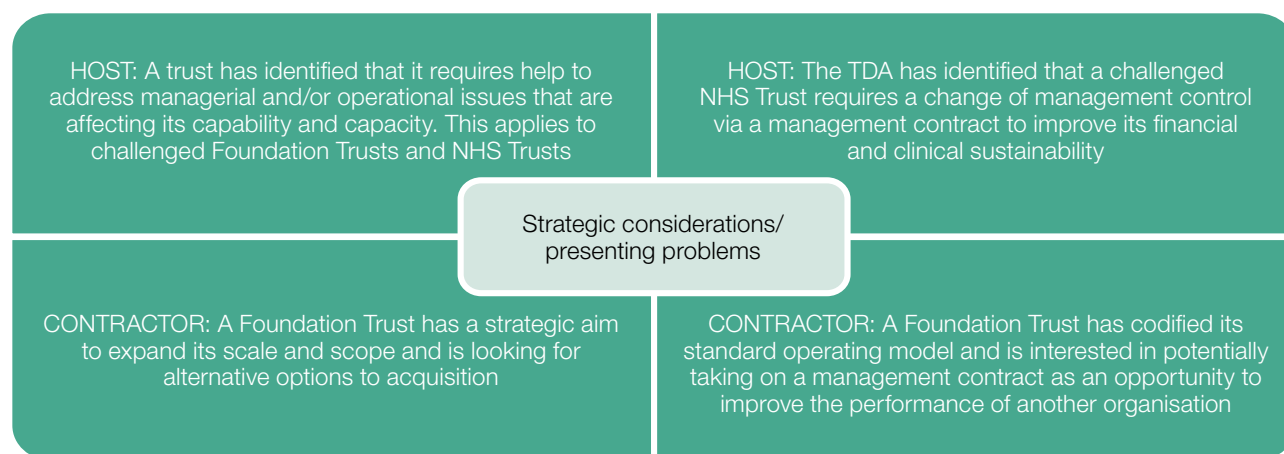 HOST: A trust has identified that it requires help to
address managerial and/or operational issues that are
affecting its capability and capacity. This applies to
challenged Foundation Trusts and NHS Trusts
HOST: The TDA has identified that a challenged
NHS Trust requires a change of management control
via a management contract to improve its financial
and clinical sustainability
Strategic considerations/
presenting problems
CONTRACTOR: A Foundation Trust has a strategic aim
to expand its scale and scope and is looking for
alternative options to acquisition
CONTRACTOR: A Foundation Trust has codified its
standard operating model and is interested in potentially
taking on a management contract as an opportunity to
improve the performance of another organisation